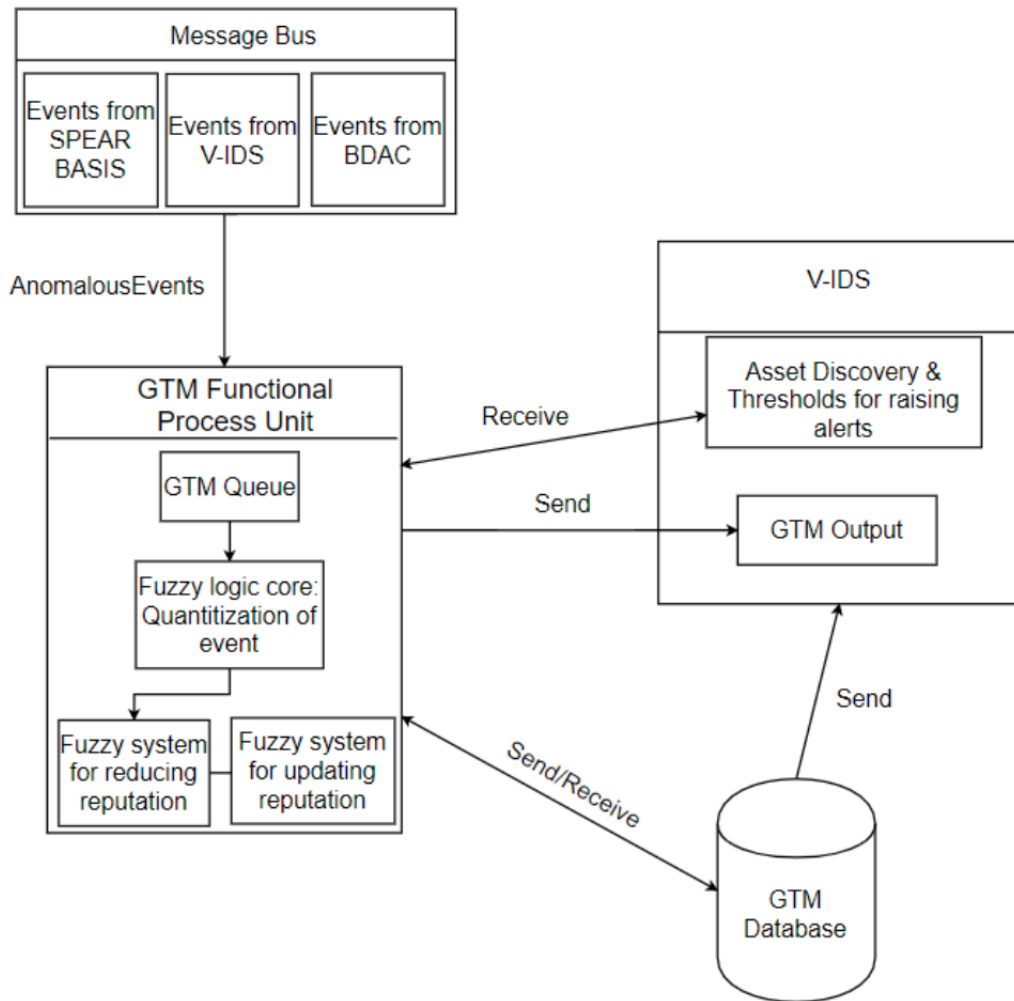 Message Bus
Events from
SPEAR
BASIS
Events from
V-IDS
Events from
BDAC
AnomalousEvents
GTM Functional
Process Unit
GTM Queue
Fuzzy logic core:
Quantitization of
event
Fuzzy system
for reducing
reputation
Fuzzy system
for updating
reputation
Receive
Send
V-IDS
Asset Discovery &
Thresholds for raising
alerts
GTM Output
Send
Send/Receive
GTM
Database